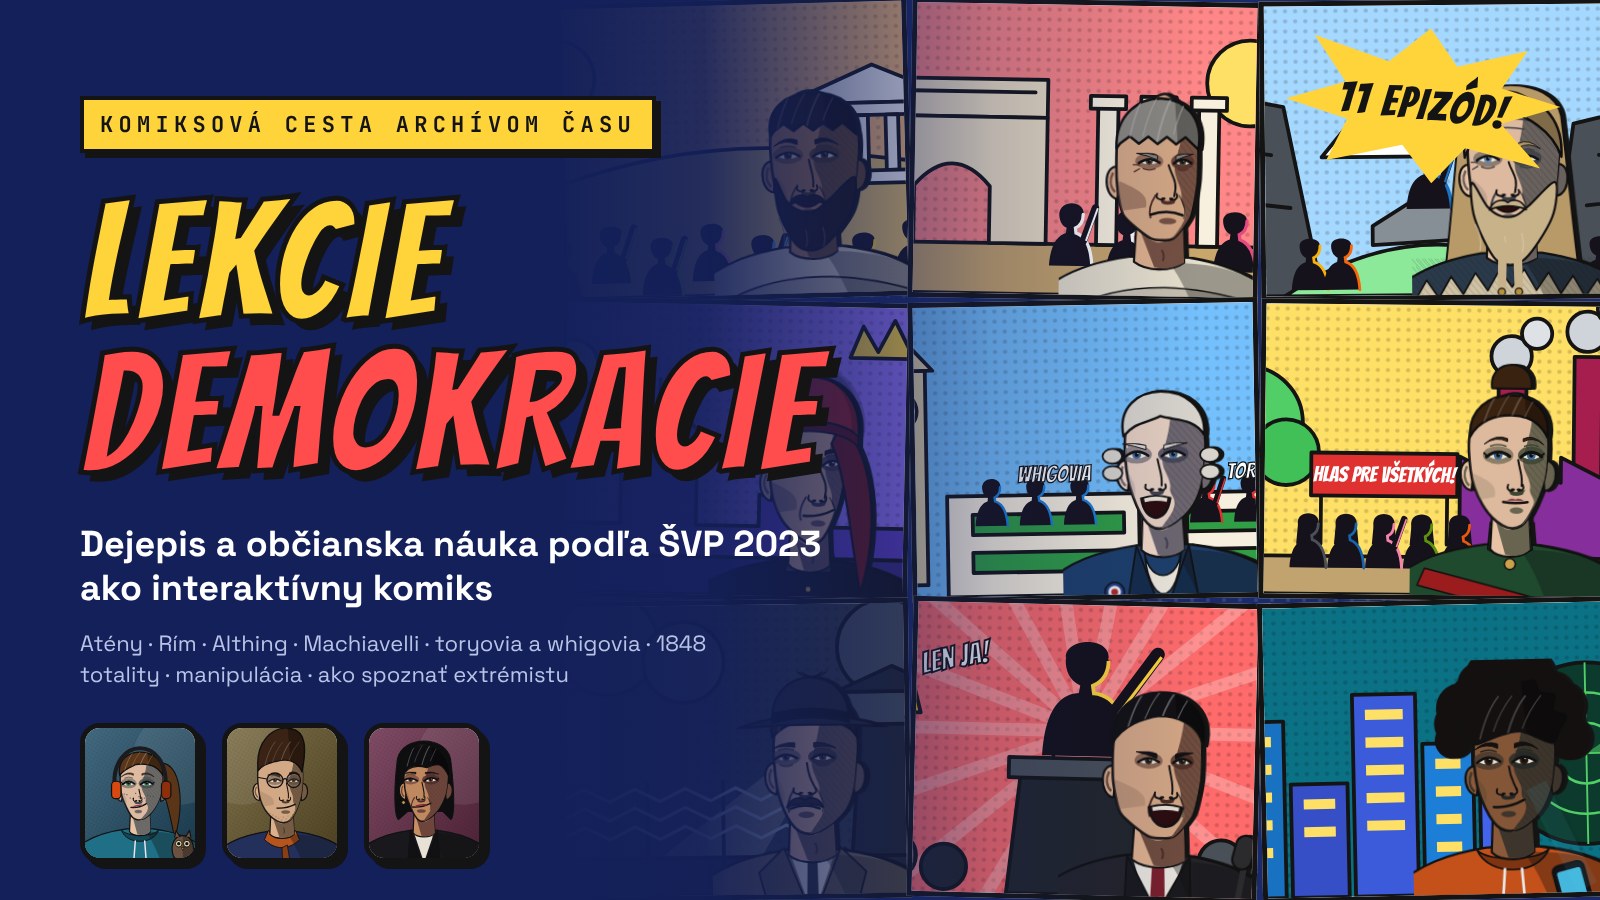 KOMIKSOVÁ CESTA ARCHÍVOM ČASU
LEKCIE
DEMOKRACIE
Dejepis a občianska náuka podľa ŠVP 2023
ako interaktívny komiks
Atény · Rím · Althing · Machiavelli · toryovia a whigovia · 1848
totality · manipulácia · ako spoznať extrémistu
11 EPIZÓD!
WHIGOVIA
HLAS PRE VŠETKÝCH!
LEN JA!